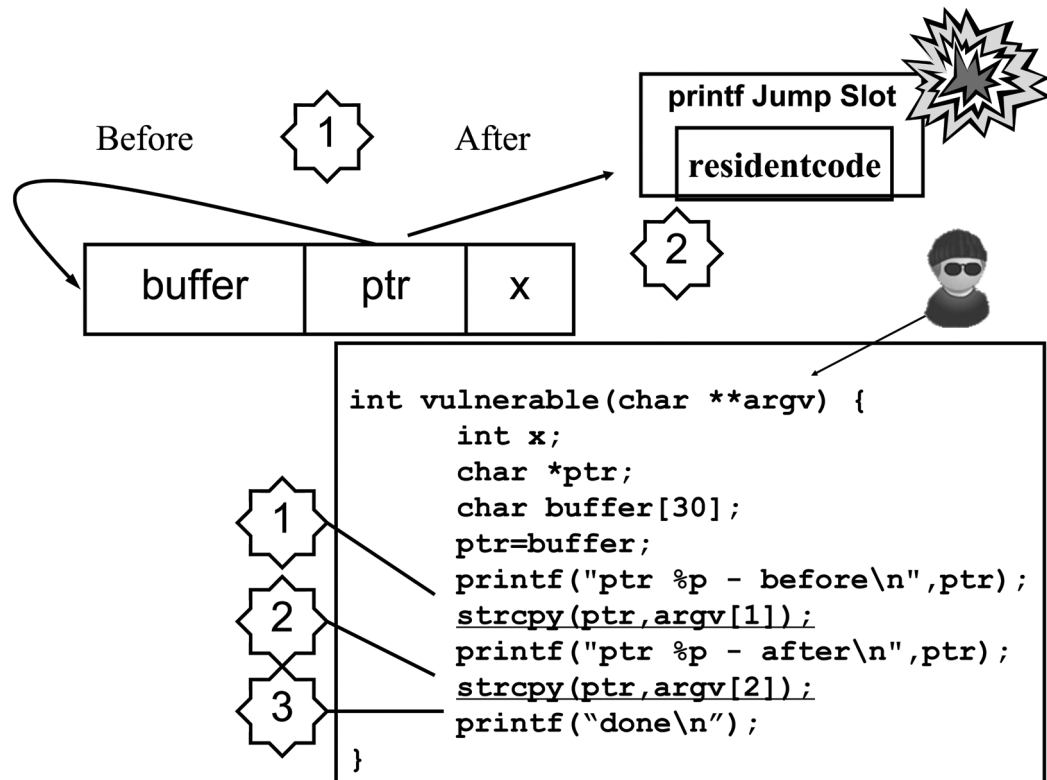 printf Jump Slot
Before
1
After
residentcode
2
buffer
ptr
x
int vulnerable(char **argv) {
int x;
char *ptr;
char buffer[30];
1
ptr=buffer;
printf("ptr %p - before\n",ptr);
2
strcpy(ptr,argv[1]);
printf("ptr %p - after\n",ptr);
strcpy(ptr,argv[2]);
3
printf(“done\n”);
}